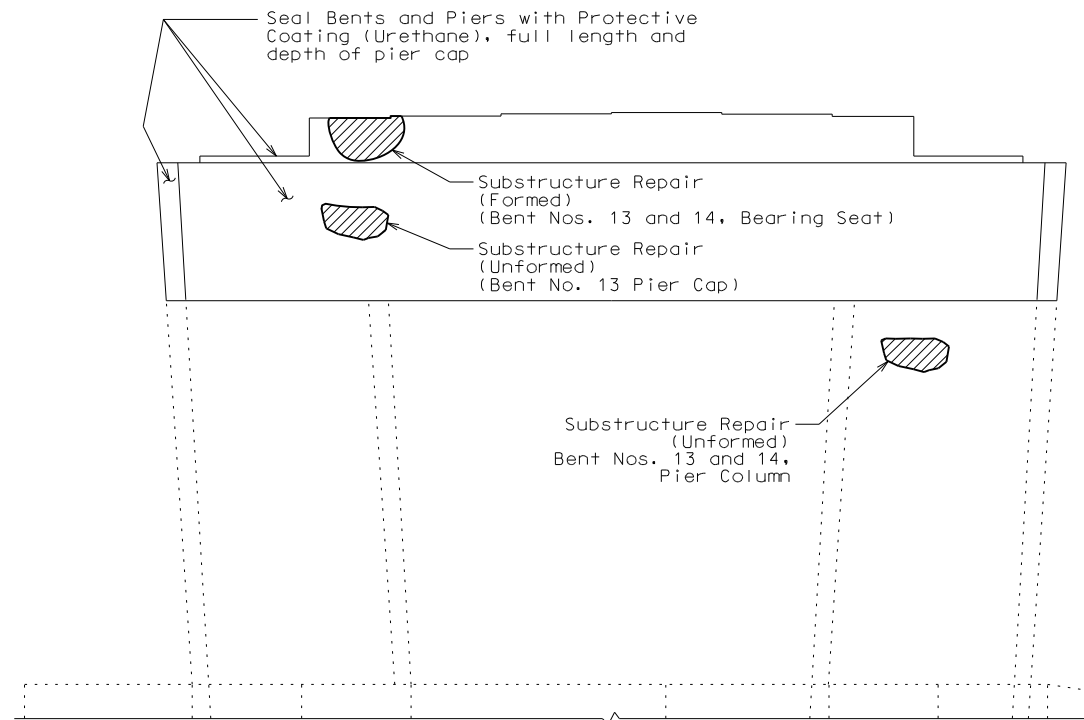 Seal Bents and Piers with Protective
Coating (Urethane), full length and
depth of pier cap
Substructure Repair
(Formed)
(Bent Nos. 13 and 14, Bearing Seat)
Substructure Repair
(Unformed)
(Bent No. 13 Pier Cap)
Substructure Repair
(Unformed)
Bent Nos. 13 and 14,
Pier Column